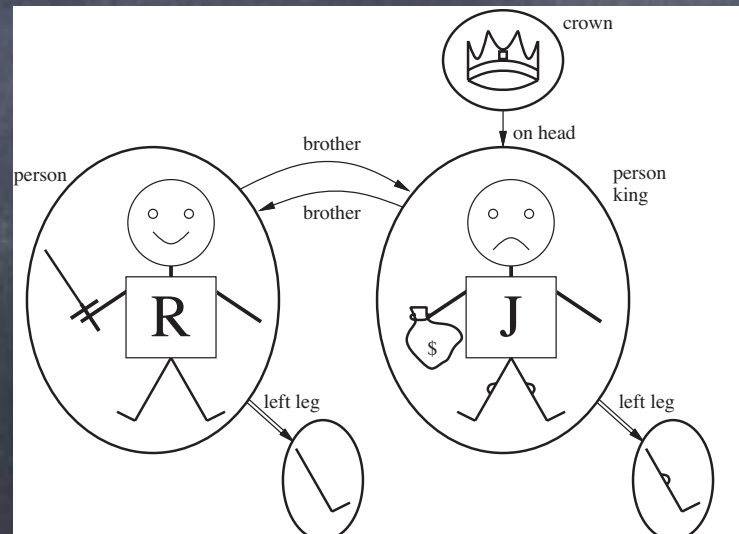 crown
on head
person
brother
person
king
brother
R
J
$
left leg
left leg